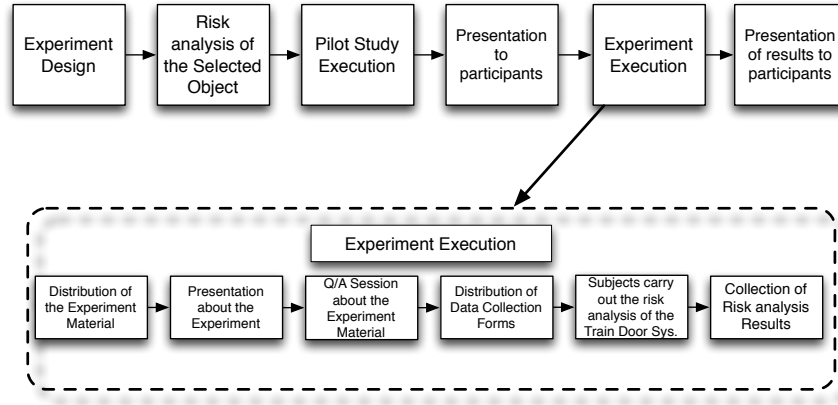 Experiment
Design
Risk
analysis of
the Selected
Object
Pilot Study
Execution
Presentation
to
participants
Experiment
Execution
Presentation
of results to
participants
Experiment Execution
Distribution of
the Experiment
Material
Presentation
about the
Experiment
Q/A Session
about the
Experiment
Material
Distribution of
Data Collection
Forms
Subjects carry
out the risk
analysis of the
Train Door Sys.
Collection of
Risk analysis
Results